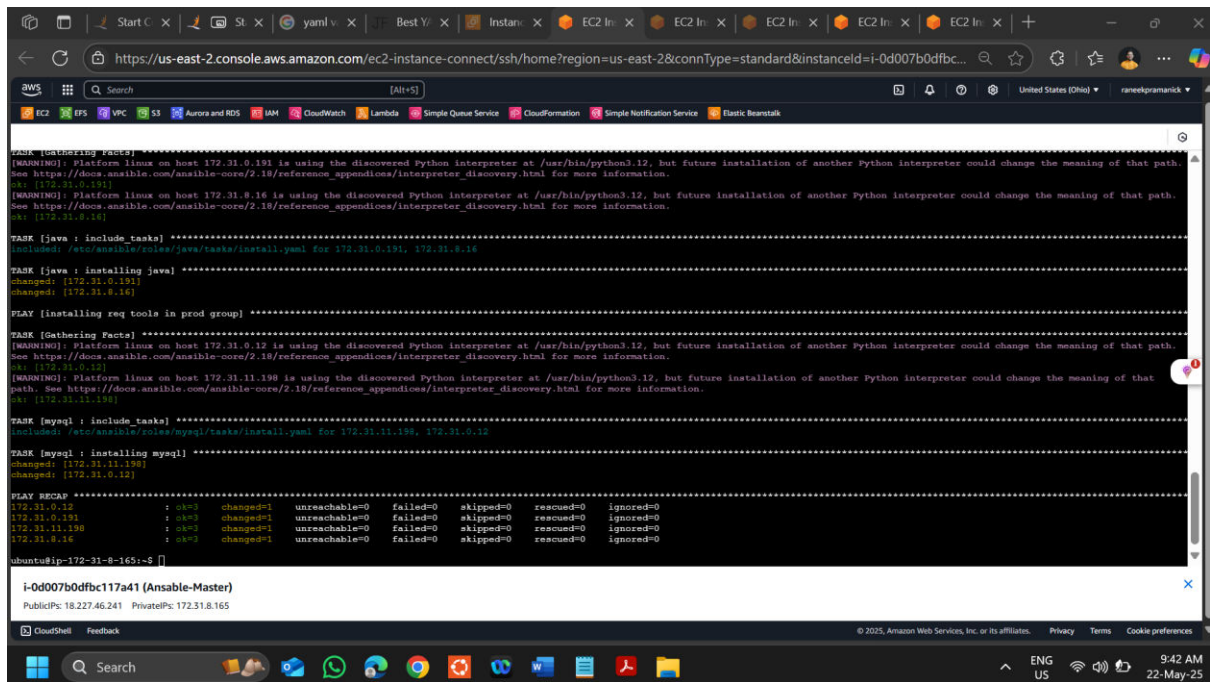 Start C
St
yaml v
Best Y/
Instanc
EC2 In
EC2 In
EC2 In
EC2 In
EC2 In
https://us-east-2.console.aws.amazon.com/ec2-instance-connect/ssh/home?region=us-east-2&connType=standard&instanceId=i-0d007b0dfbc...
aws Search [Alt+S] United States (Ohio) raneekpramanick
EC2 EFS VPC S3 Aurora and RDS IAM CloudWatch Lambda Simple Queue Service CloudFormation Simple Notification Service Elastic Beanstalk
TASK [Gathering Facts] ****
[WARNING]: Platform linux on host 172.31.0.191 is using the discovered Python interpreter at /usr/bin/python3.12, but future installation of another Python interpreter could change the meaning of that path.
See https://docs.ansible.com/ansible-core/2.18/reference_appendices/interpreter_discovery.html for more information.
ok: [172.31.0.191]
[WARNING]: Platform linux on host 172.31.8.16 is using the discovered Python interpreter at /usr/bin/python3.12, but future installation of another Python interpreter could change the meaning of that path.
See https://docs.ansible.com/ansible-core/2.18/reference_appendices/interpreter_discovery.html for more information.
ok: [172.31.8.16]
TASK [java : include_tasks] ****
included: /etc/ansible/roles/java/tasks/install.yaml for 172.31.0.191, 172.31.8.16
TASK [java : installing java] ****
changed: [172.31.0.191]
changed: [172.31.8.16]
PLAY [installing req tools in prod group] ****
TASK [Gathering Facts] ****
[WARNING]: Platform linux on host 172.31.0.12 is using the discovered Python interpreter at /usr/bin/python3.12, but future installation of another Python interpreter could change the meaning of that path.
See https://docs.ansible.com/ansible-core/2.18/reference_appendices/interpreter_discovery.html for more information.
ok: [172.31.0.12]
[WARNING]: Platform linux on host 172.31.11.198 is using the discovered Python interpreter at /usr/bin/python3.12, but future installation of another Python interpreter could change the meaning of that
path. See https://docs.ansible.com/ansible-core/2.18/reference_appendices/interpreter_discovery.html for more information.
ok: [172.31.11.198]
TASK [mysql : include_tasks] ****
included: /etc/ansible/roles/mysql/tasks/install.yaml for 172.31.11.198, 172.31.0.12
TASK [mysql : installing mysql] ****
changed: [172.31.11.198]
changed: [172.31.0.12]
PLAY RECAP ****
172.31.0.12 : ok=3 changed=1 unreachable=0 failed=0 skipped=0 rescued=0 ignored=0
172.31.0.191 : ok=3 changed=1 unreachable=0 failed=0 skipped=0 rescued=0 ignored=0
172.31.11.198 : ok=3 changed=1 unreachable=0 failed=0 skipped=0 rescued=0 ignored=0
172.31.8.16 : ok=3 changed=1 unreachable=0 failed=0 skipped=0 rescued=0 ignored=0
ubuntu@ip-172-31-8-165:~$
i-0d007b0dfbc117a41 (Ansable-Master)
PublicIPs: 18.227.46.241 PrivateIPs: 172.31.8.165
CloudShell Feedback © 2025, Amazon Web Services, Inc. or its affiliates. Privacy Terms Cookie preferences
Search
ENG
US
9:42 AM
22-May-25